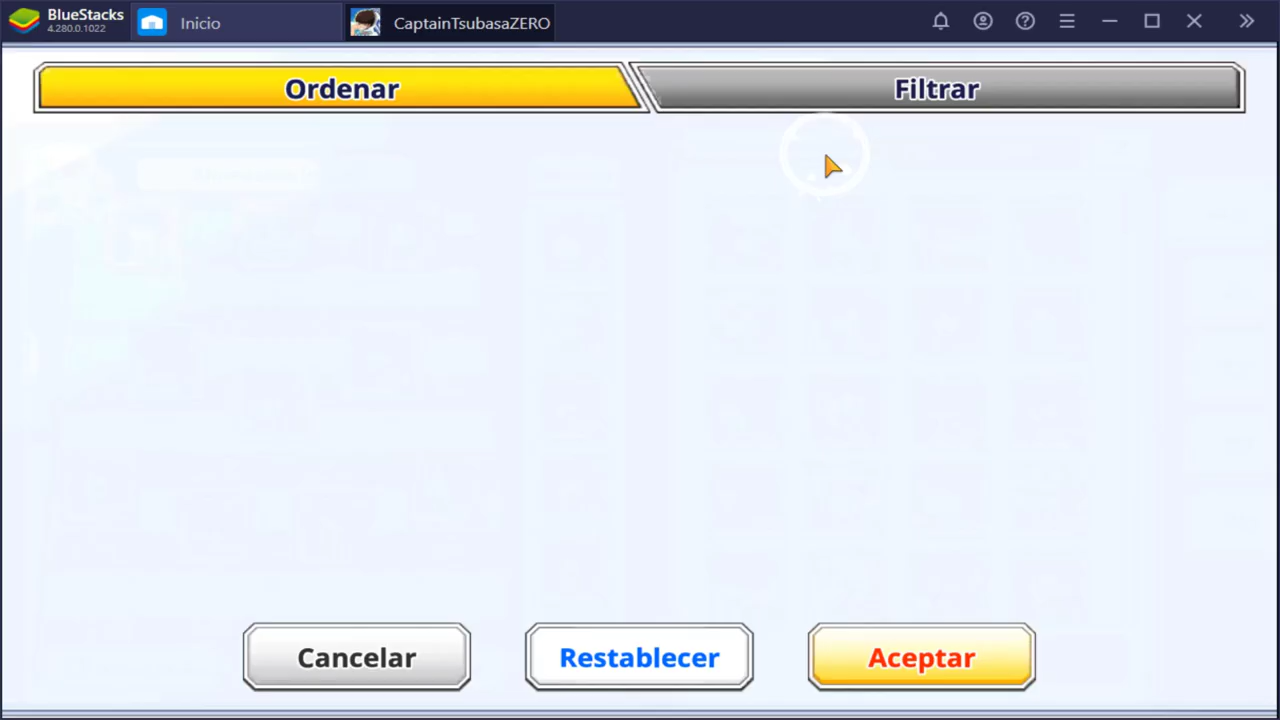 BlueStacks
4.280.0.1022
Inicio
CaptainTsubasaZERO
Ordenar
Filtrar
Cancelar
Restablecer
Aceptar